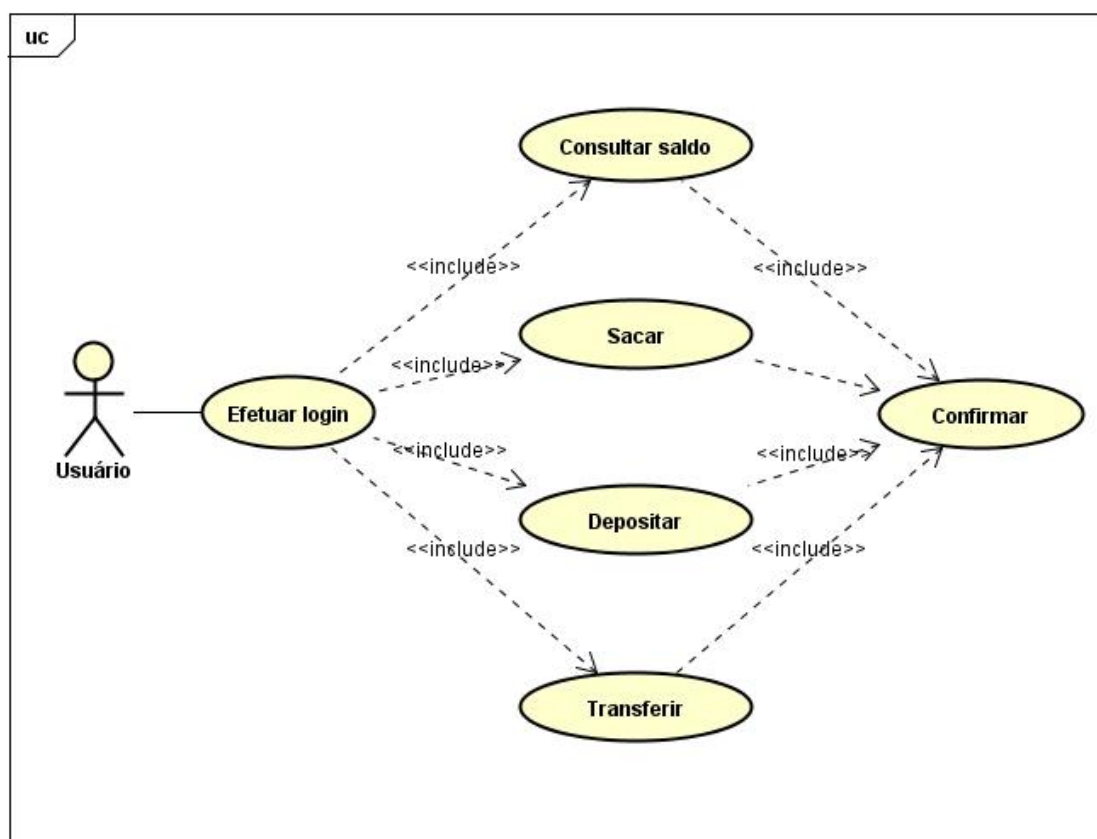 uc
Consultar saldo
<<include>>
<<include>>
Sacar
<<include>>
Efetuar login
Confirmar
Usuário
<<include>>
<<include>>
Depositar
<<include>>
<<include>>
Transferir